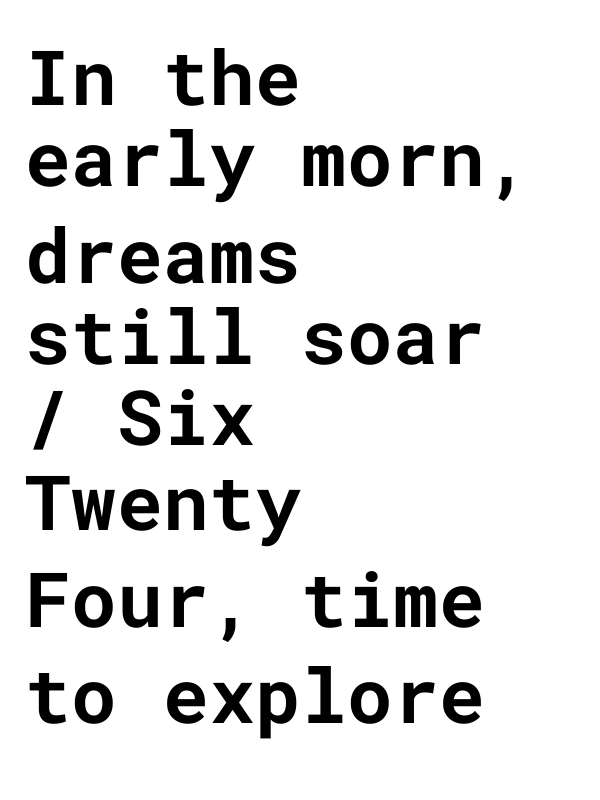 In the
early morn,
dreams
still soar
/ Six
Twenty
Four, time
to explore